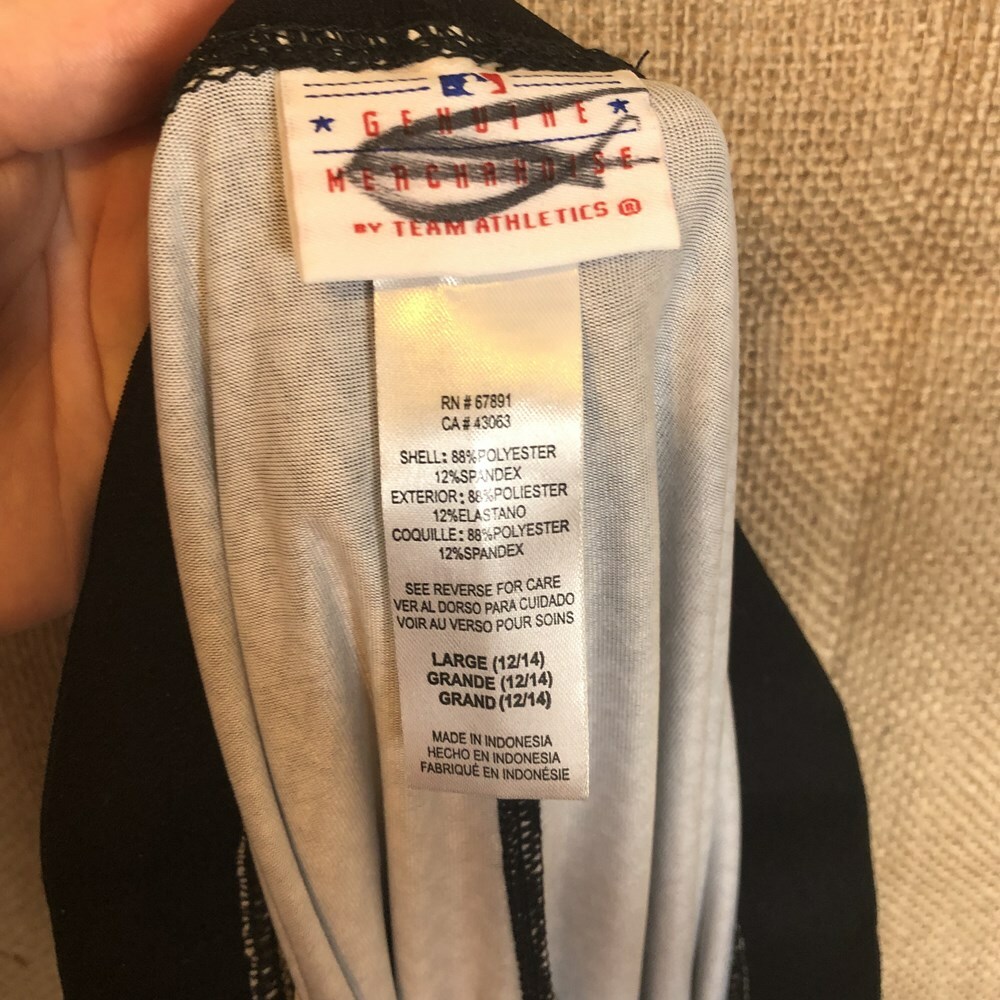 GENUINE
MERCHANDISE
BY TEAM ATHLETICS ®
RN # 67891
CA # 43063
SHELL: 88%POLYESTER
12%SPANDEX
EXTERIOR: 88%POLIESTER
12%ELASTANO
COQUILLE: 88%POLYESTER
12%SPANDEX
SEE REVERSE FOR CARE
VER AL DORSO PARA CUIDADO
VOIR AU VERSO POUR SOINS
LARGE (12/14)
GRANDE (12/14)
GRAND (12/14)
MADE IN INDONESIA
HECHO EN INDONESIA
FABRIQUÉ EN INDONÉSIE